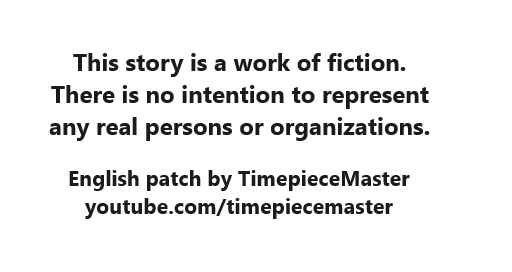 This story is a work of fiction.
There is no intention to represent
any real persons or organizations.
English patch by TimepieceMaster
youtube.com/timepiecemaster